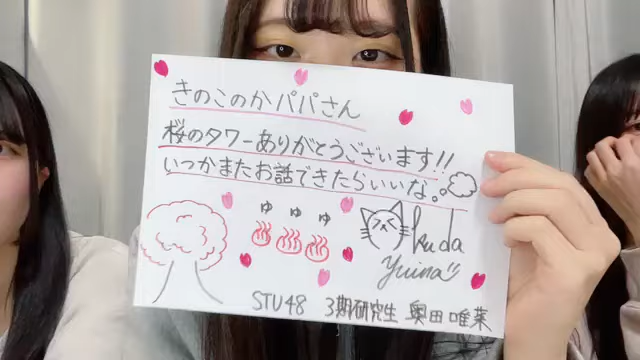 きのこのかパパさん
桜のタワーありがとうございます!!
いつかまたお話できたらいいな。
ゆ ゆ ゆ
Okuda
Yuina
STU48 3期研究生 奥田唯菜